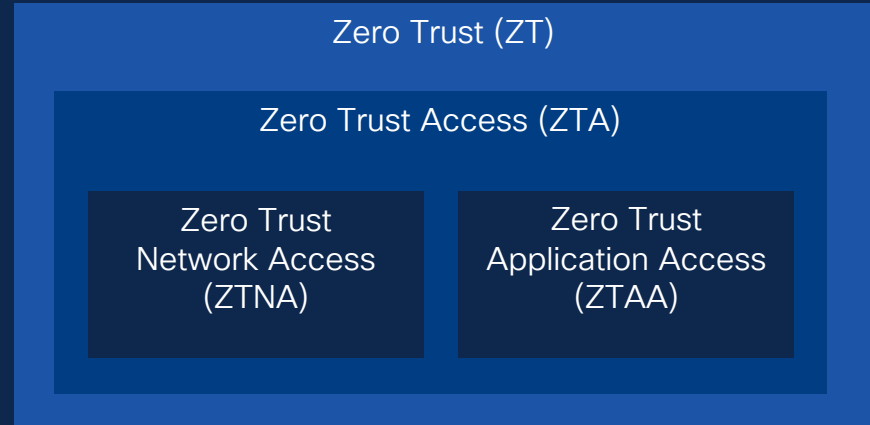 Zero Trust (ZT)
Zero Trust Access (ZTA)
Zero Trust
Network Access
(ZTNA)
Zero Trust
Application Access
(ZTAA)